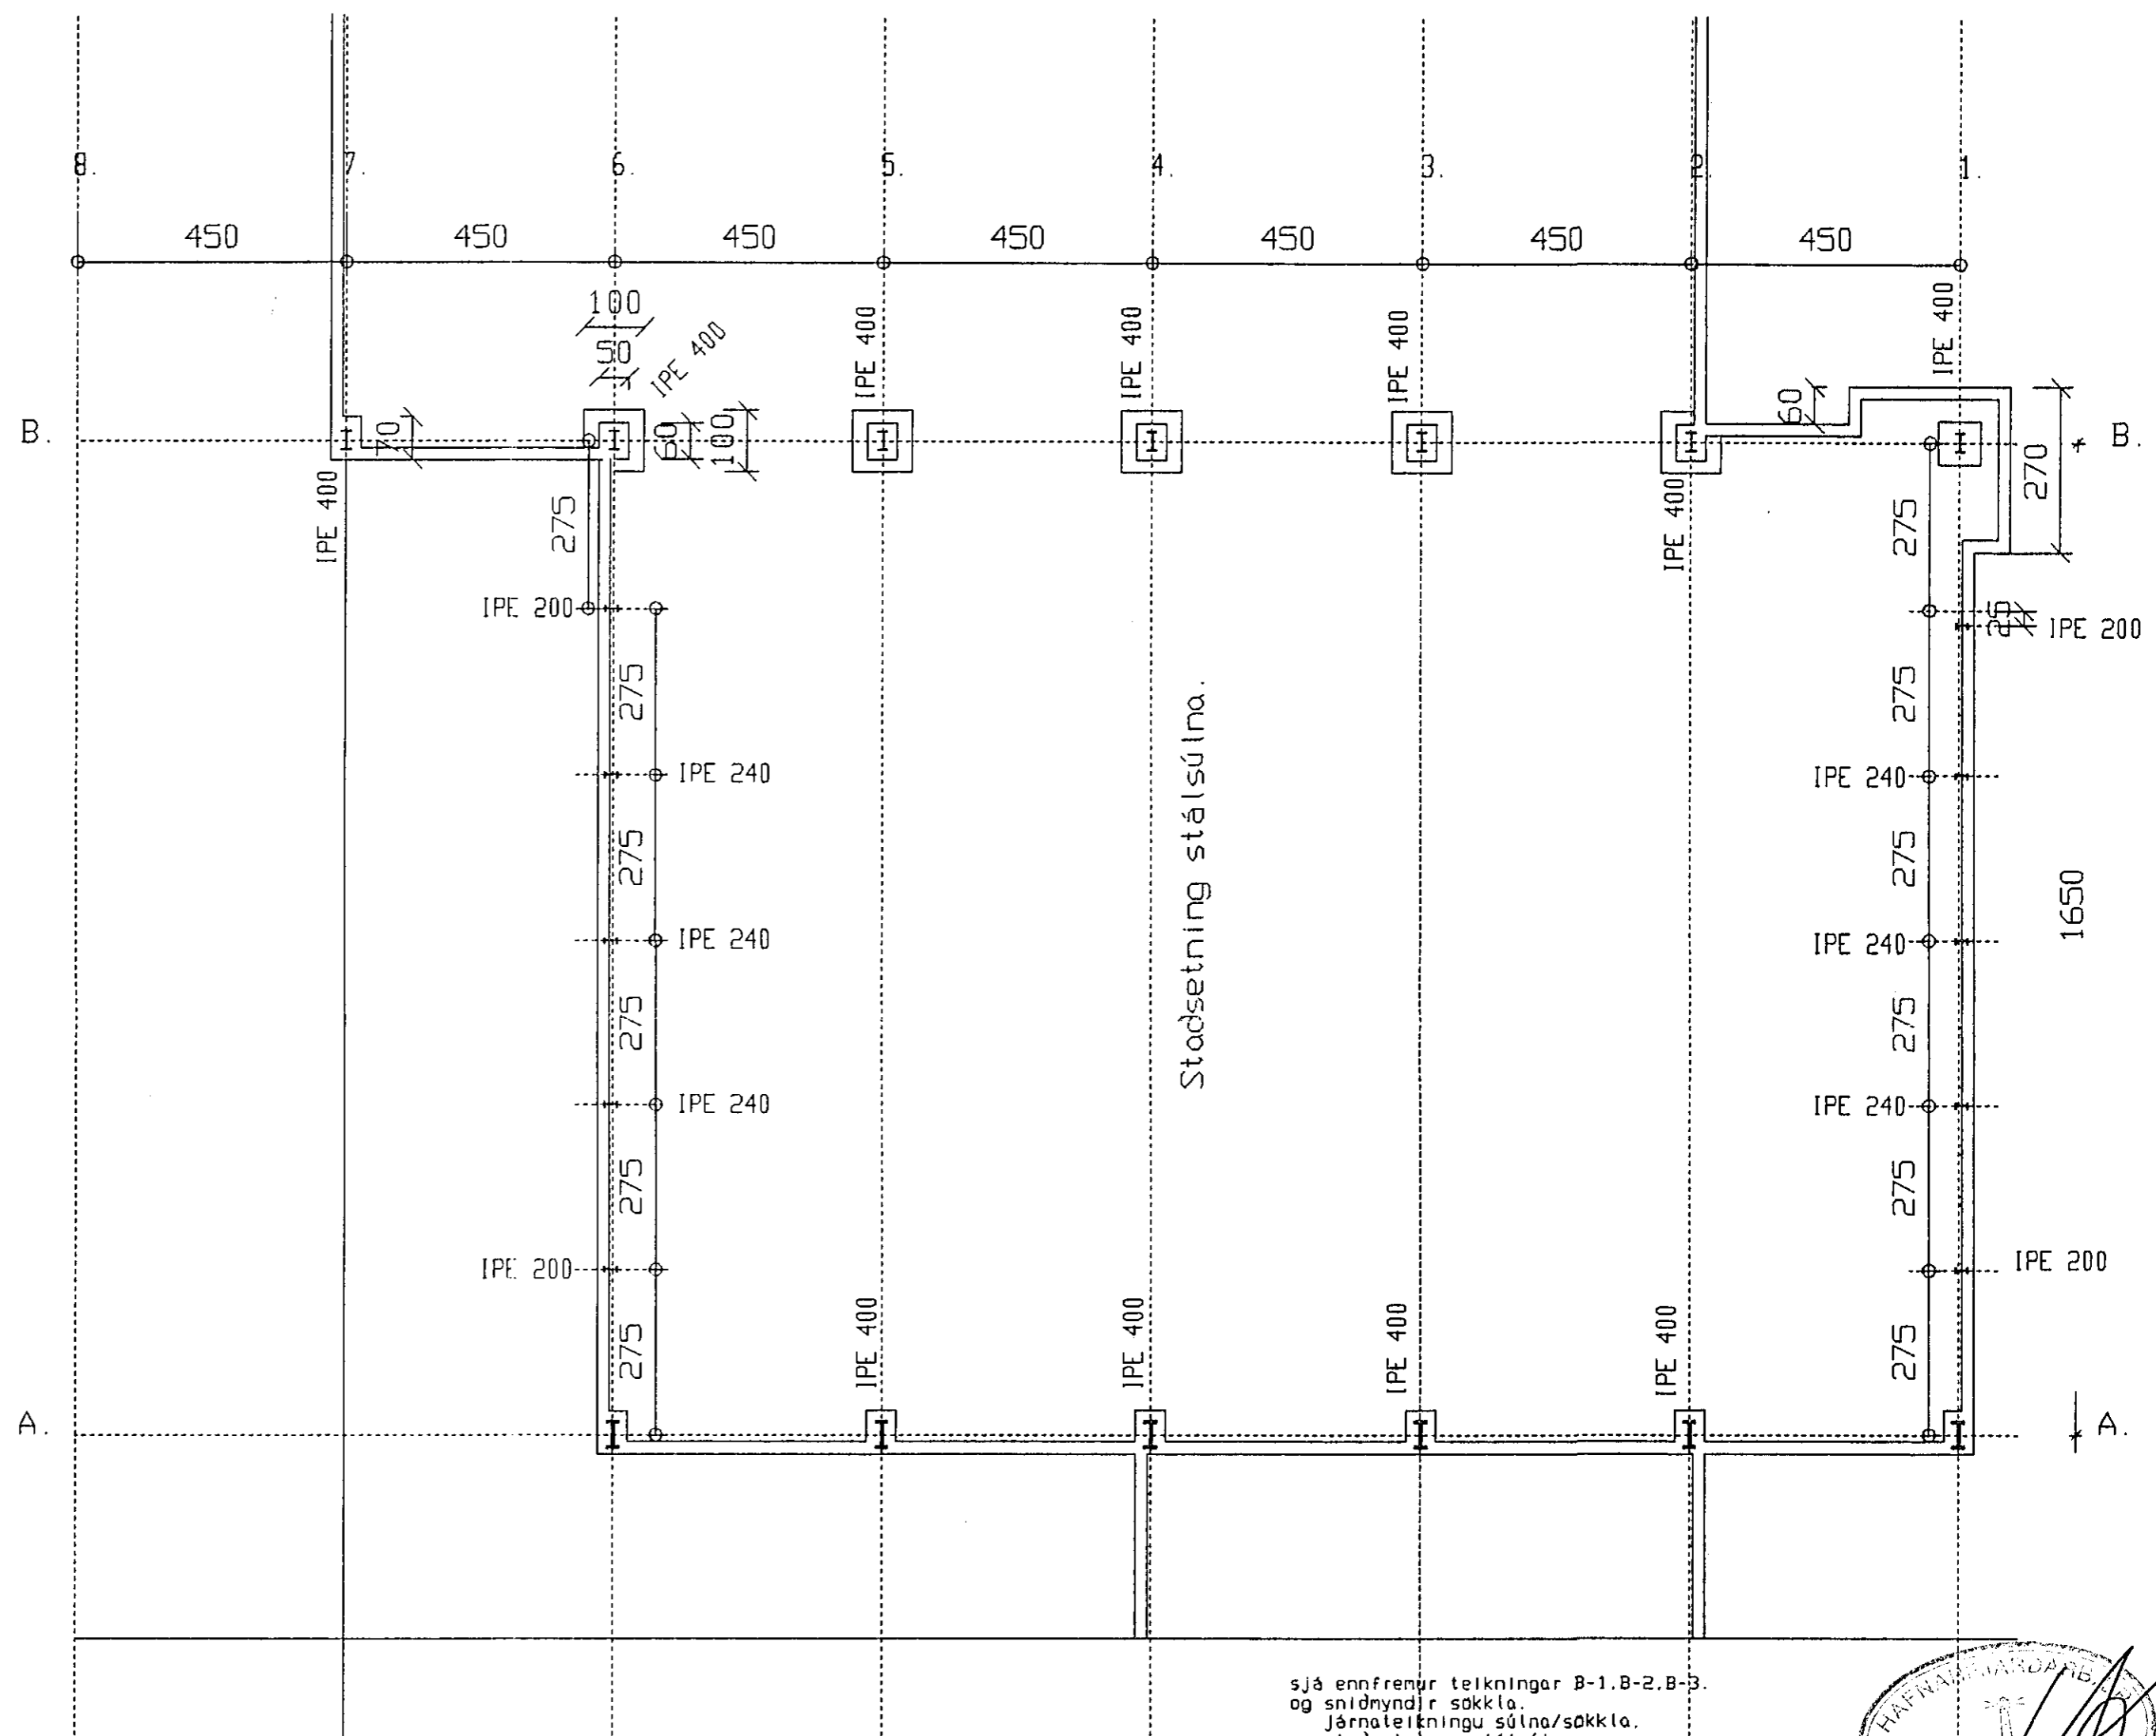 8. 7. 6. 5. 4. 3. 2. 1.
450 450 450 450 450 450 450
100
50
IPE 400
IPE 400
IPE 400
IPE 400
IPE 400
B.
70
60
100
60
270
B.
IPE 400
275
IPE 400
275
IPE 200
25
IPE 200
275
275
IPE 240
IPE 240
275
Staðsetning stálsúlna.
275
1650
IPE 240
IPE 240
275
275
IPE 240
IPE 240
275
275
IPE 200
IPE 200
IPE 400
IPE 400
IPE 400
IPE 400
275
275
A.
A.
sjá ennfremur teikningar B-1,B-2,B-3.
og sniðmyndir sökkla.
Járnateikningu súlna/sökkla.